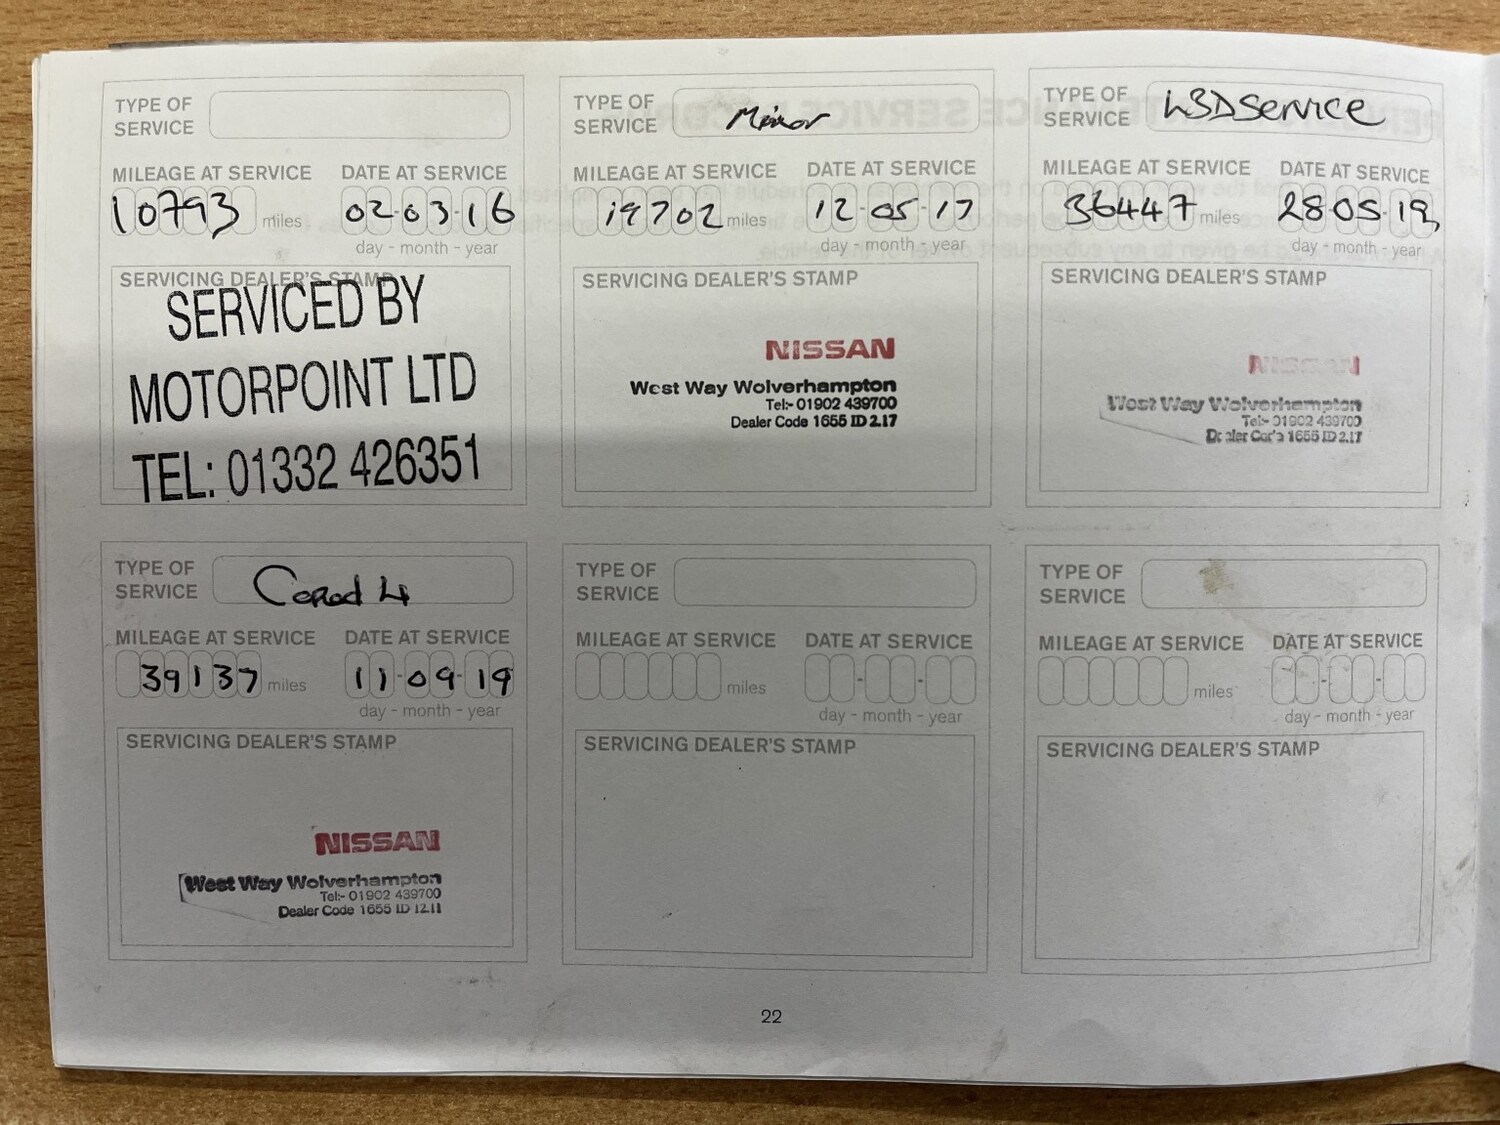 TYPE OF
SERVICE
MILEAGE AT SERVICE
DATE AT SERVICE
10793 miles
02-03-16
day - month - year
SERVICING DEALER'S STAMP
SERVICED BY
MOTORPOINT LTD
TEL: 01332 426351
TYPE OF
SERVICE
Minor
MILEAGE AT SERVICE
DATE AT SERVICE
19702 miles
12-05-17
day - month - year
SERVICING DEALER'S STAMP
NISSAN
West Way Wolverhampton
Tel:- 01902 439700
Dealer Code 1655 ID 2.17
TYPE OF
SERVICE
Service
MILEAGE AT SERVICE
DATE AT SERVICE
36447 miles
28 05-19
day - month - year
SERVICING DEALER'S STAMP
NISSAN
West Way Wolverhampton
Tel:- 01902 439700
Dealer Code 1655 ID 2.17
TYPE OF
SERVICE
MILEAGE AT SERVICE
DATE AT SERVICE
39137 miles
11-09-19
day - month - year
SERVICING DEALER'S STAMP
NISSAN
West Way Wolverhampton
Tel:- 01902 439700
Dealer Code 1655 ID 12.11
TYPE OF
SERVICE
MILEAGE AT SERVICE
DATE AT SERVICE
miles
day - month - year
SERVICING DEALER'S STAMP
TYPE OF
SERVICE
MILEAGE AT SERVICE
DATE AT SERVICE
miles
day - month - year
SERVICING DEALER'S STAMP
22